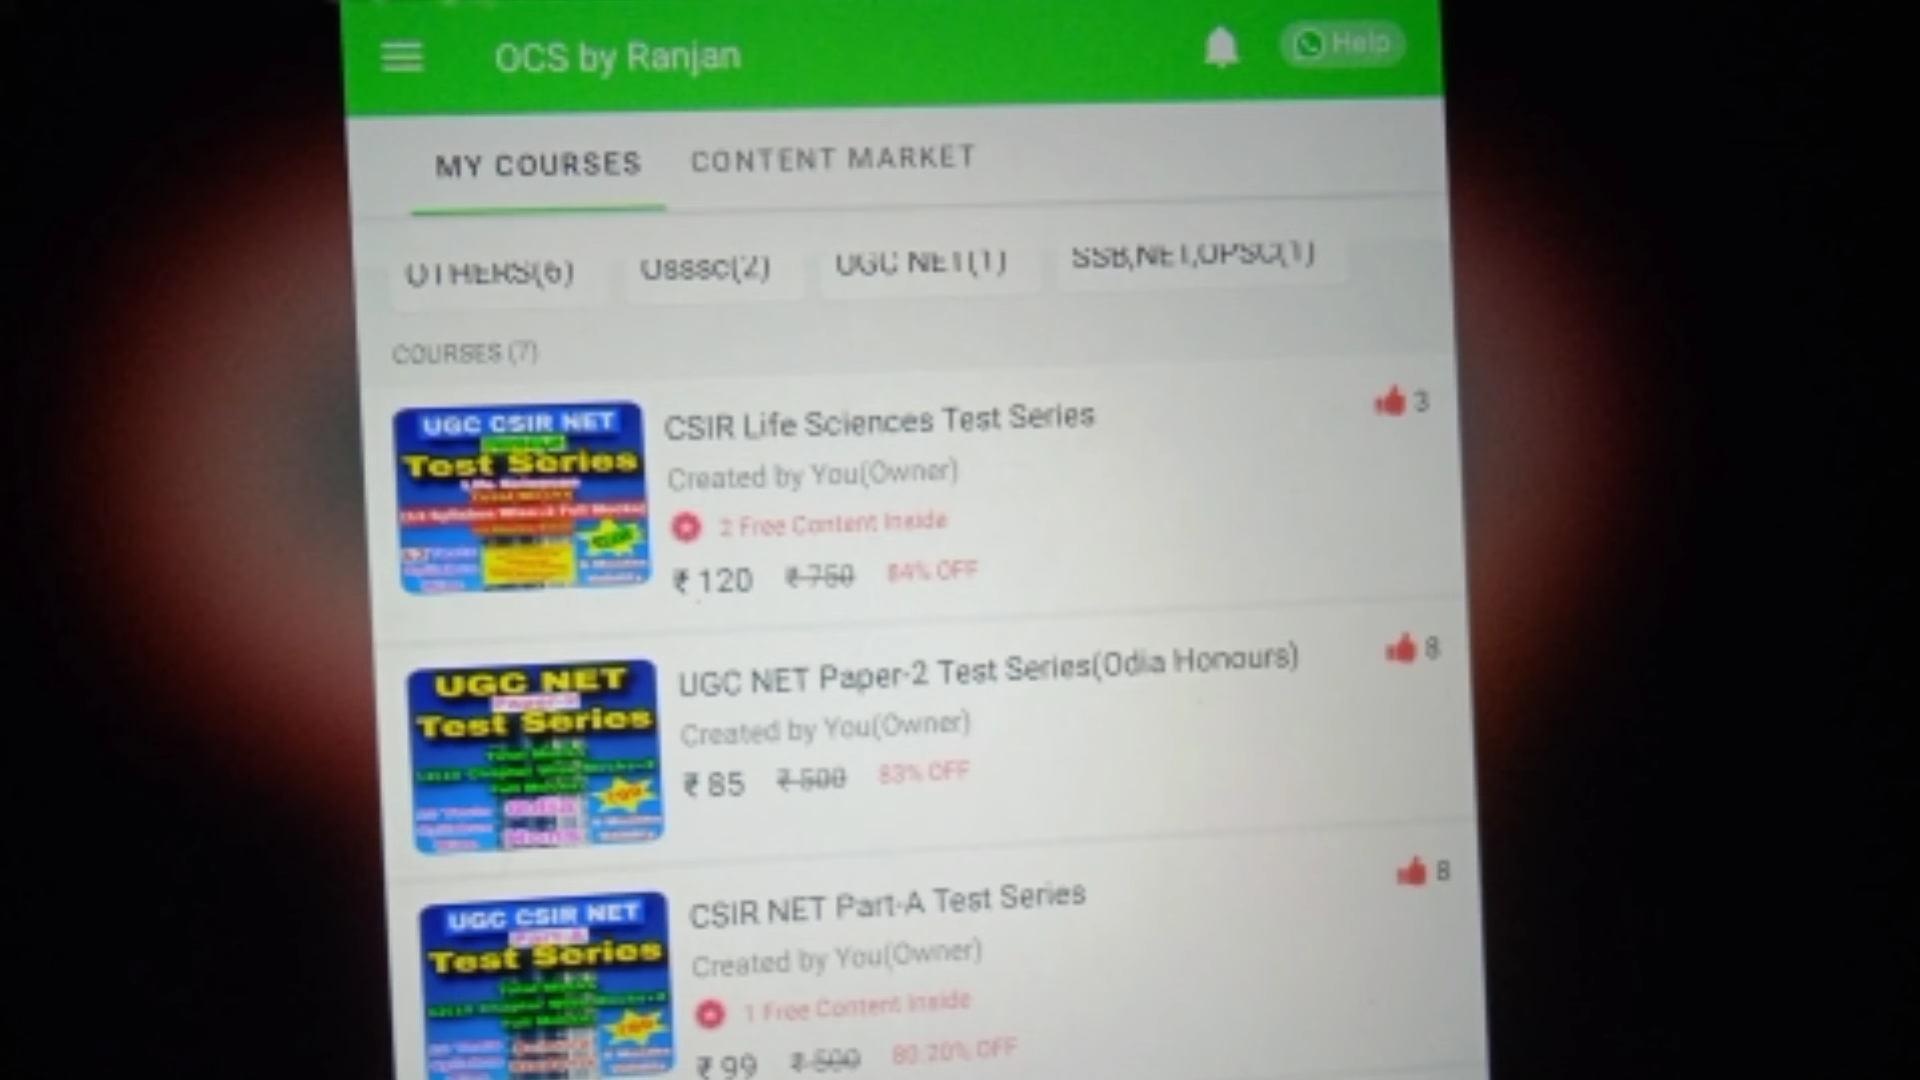 OCS by Ranjan
Help
MY COURSES
CONTENT MARKET
OTHERS(6)
Osssc(2)
UGC NET(1)
SSB,NET,OPSC(1)
COURSES (7)
UGC CSIR NET
Test Series
CSIR Life Sciences Test Series
3
Created by You(Owner)
2 Free Content Inside
₹ 120 ₹ 750 84% OFF
UGC NET
Test Series
UGC NET Paper-2 Test Series(Odia Honours)
8
Created by You(Owner)
₹ 85 ₹ 500 83% OFF
UGC CSIR NET
Part-A
Test Series
CSIR NET Part-A Test Series
8
Created by You(Owner)
1 Free Content Inside
₹ 99 ₹ 500 80.20% OFF